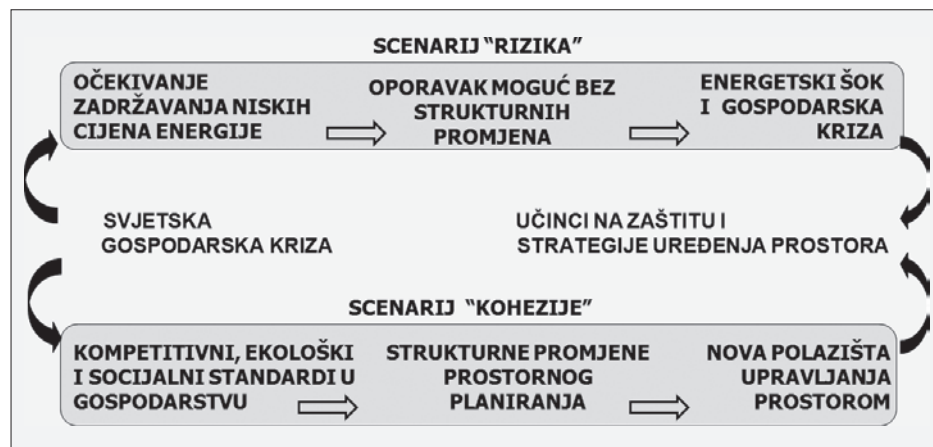 SCENARIJ “RIZIKA”
OČEKIVANJE
ZADRŽAVANJA NISKIH
CIJENA ENERGIJE
OPORAVAK MOGUĆ BEZ
STRUKTURNIH
PROMJENA
ENERGETSKI ŠOK
I GOSPODARSKA
KRIZA
SVJETSKA
GOSPODARSKA KRIZA
UČINCI NA ZAŠTITU I
STRATEGIJE UREĐENJA PROSTORA
SCENARIJ “KOHEZIJE”
KOMPETITIVNI, EKOLOŠKI
I SOCIJALNI STANDARDI U
GOSPODARSTVU
STRUKTURNE PROMJENE
PROSTORNOG
PLANIRANJA
NOVA POLAZIŠTA
UPRAVLJANJA
PROSTOROM